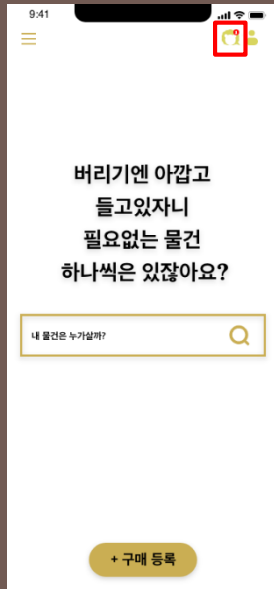 9:41
버리기엔 아깝고
들고있자니
필요없는 물건
하나씩은 있잖아요?
내 물건은 누가살까?
+ 구매 등록